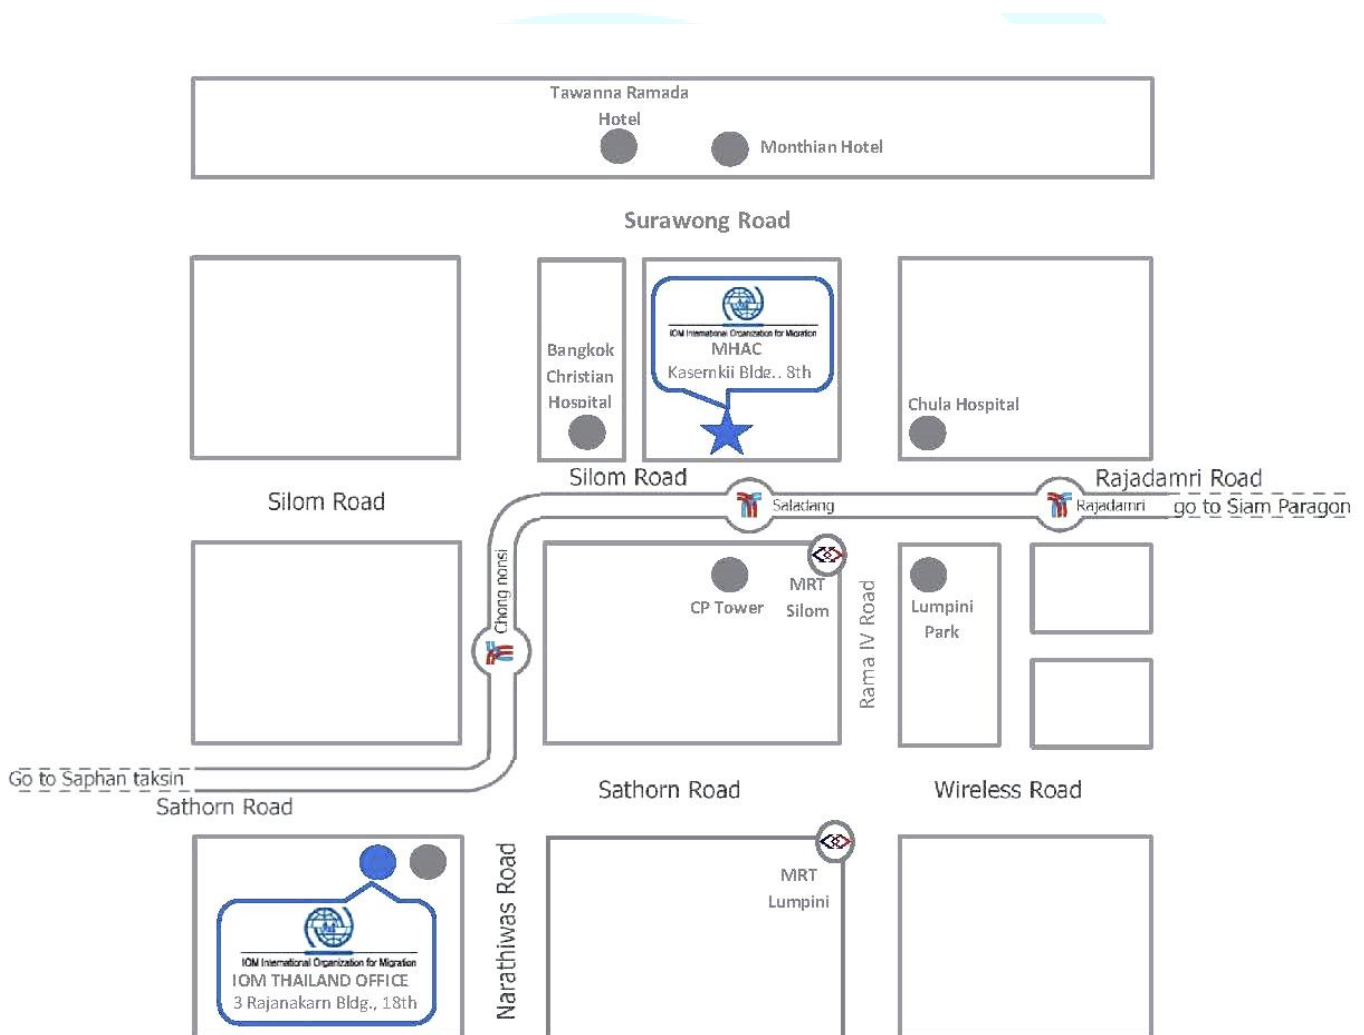 Tawanna Ramada
Hotel
Monthian Hotel
Surawong Road
IOM International Organization for Migration
MHAC
Kasemkii Bldg.. 8th
Bangkok
Christian
Hospital
Chula Hospital
Silom Road
Silom Road
Rajadamri Road
Saladang
Rajadamri
go to Siam Paragon
Chong nonsi
CP Tower
MRT
Silom
Rama IV Road
Lumpini
Park
Go to Saphan taksin
Sathorn Road
Sathorn Road
Wireless Road
Narathiwas Road
MRT
Lumpini
IOM International Organization for Migration
IOM THAILAND OFFICE
3 Rajanakarn Bldg., 18th